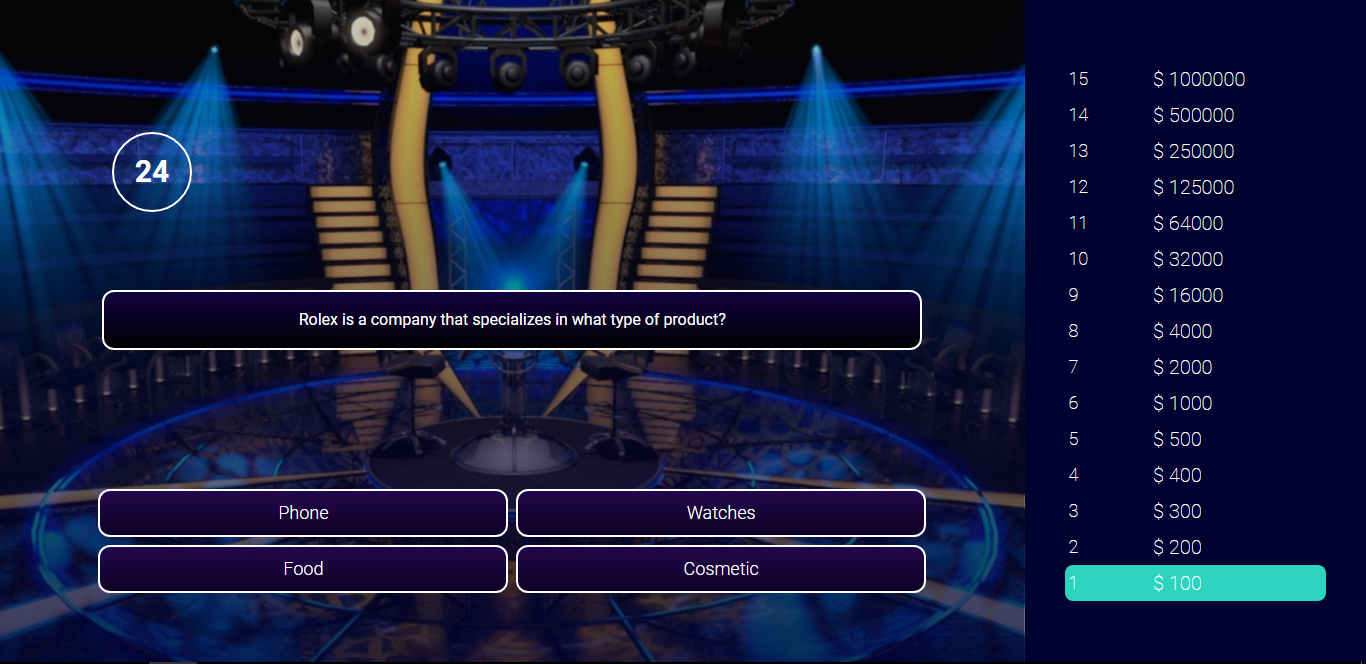 24
Rolex is a company that specializes in what type of product?
Phone
Watches
Food
Cosmetic
15 $ 1000000
14 $ 500000
13 $ 250000
12 $ 125000
11 $ 64000
10 $ 32000
9 $ 16000
8 $ 4000
7 $ 2000
6 $ 1000
5 $ 500
4 $ 400
3 $ 300
2 $ 200
1 $ 100